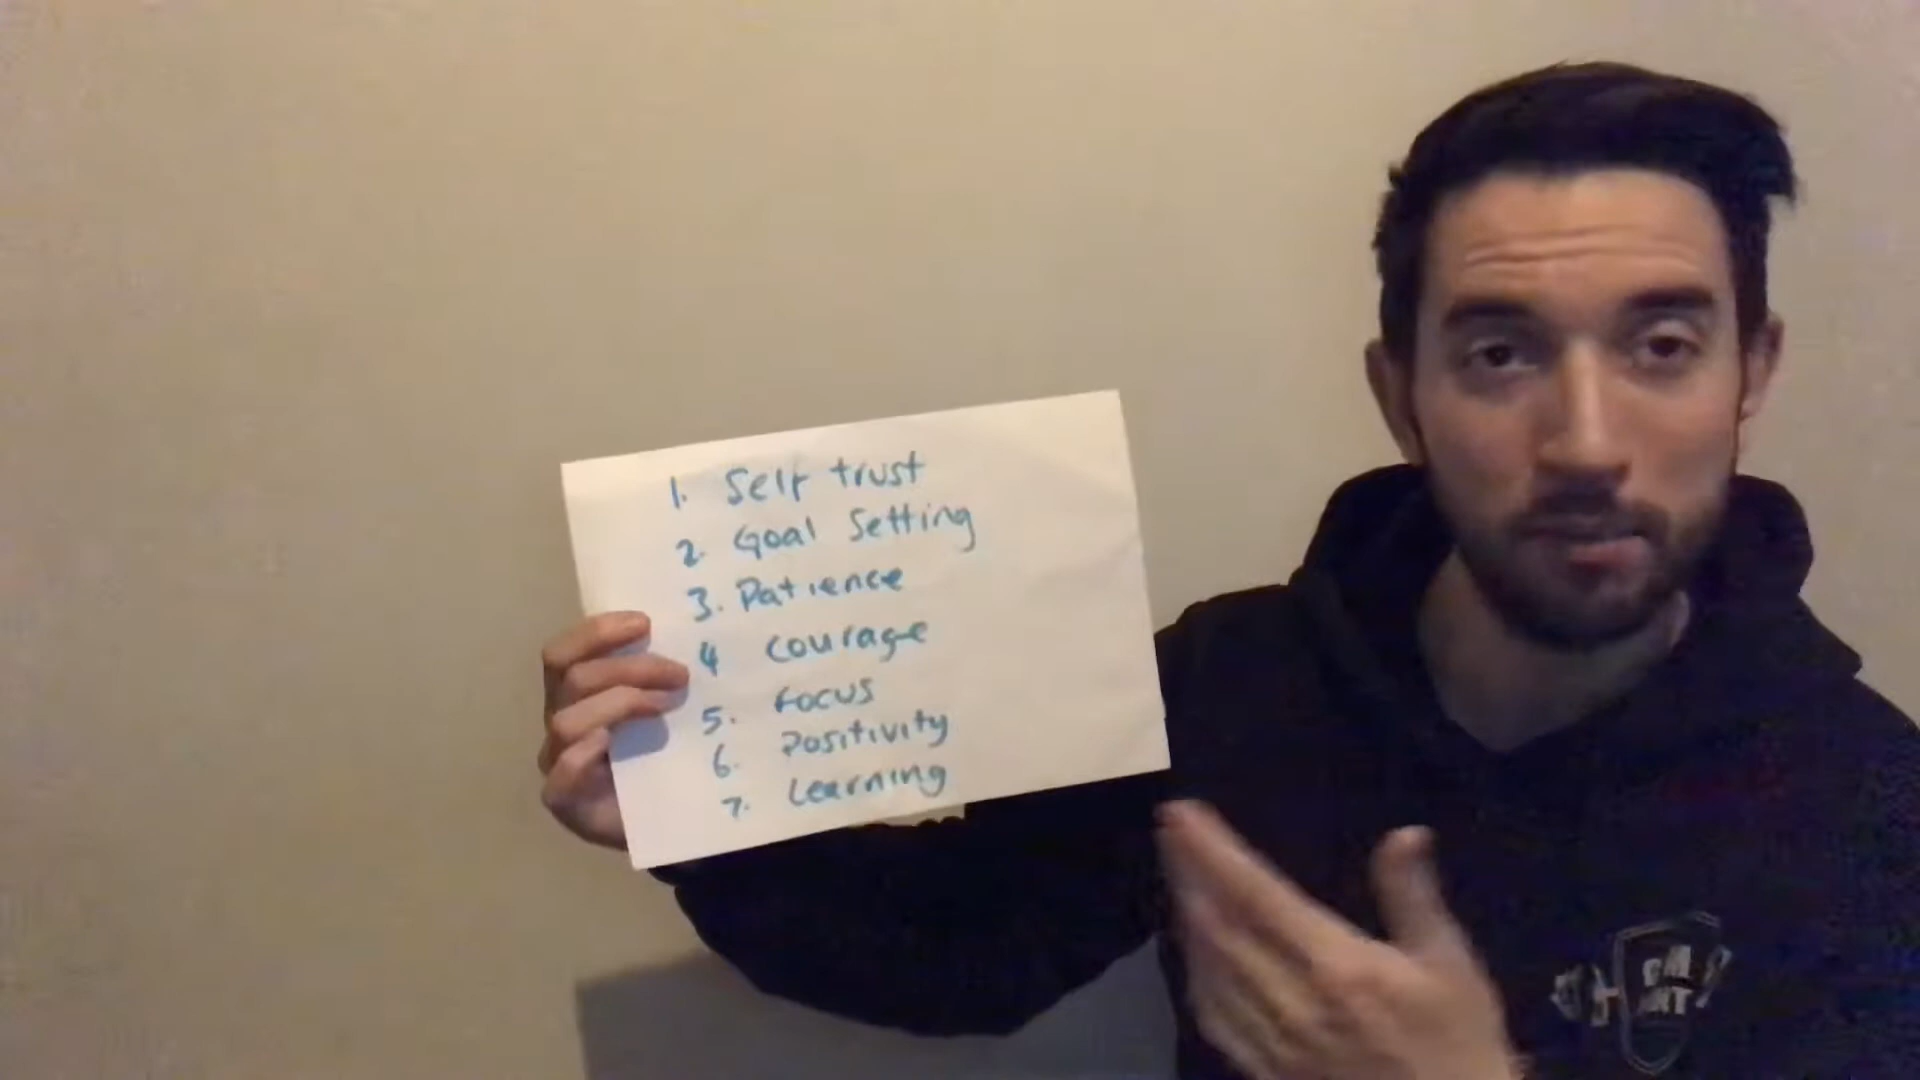 1. Self trust
2. Goal Setting
3. Patience
4 Courage
5. Focus
6. Positivity
7. Learning